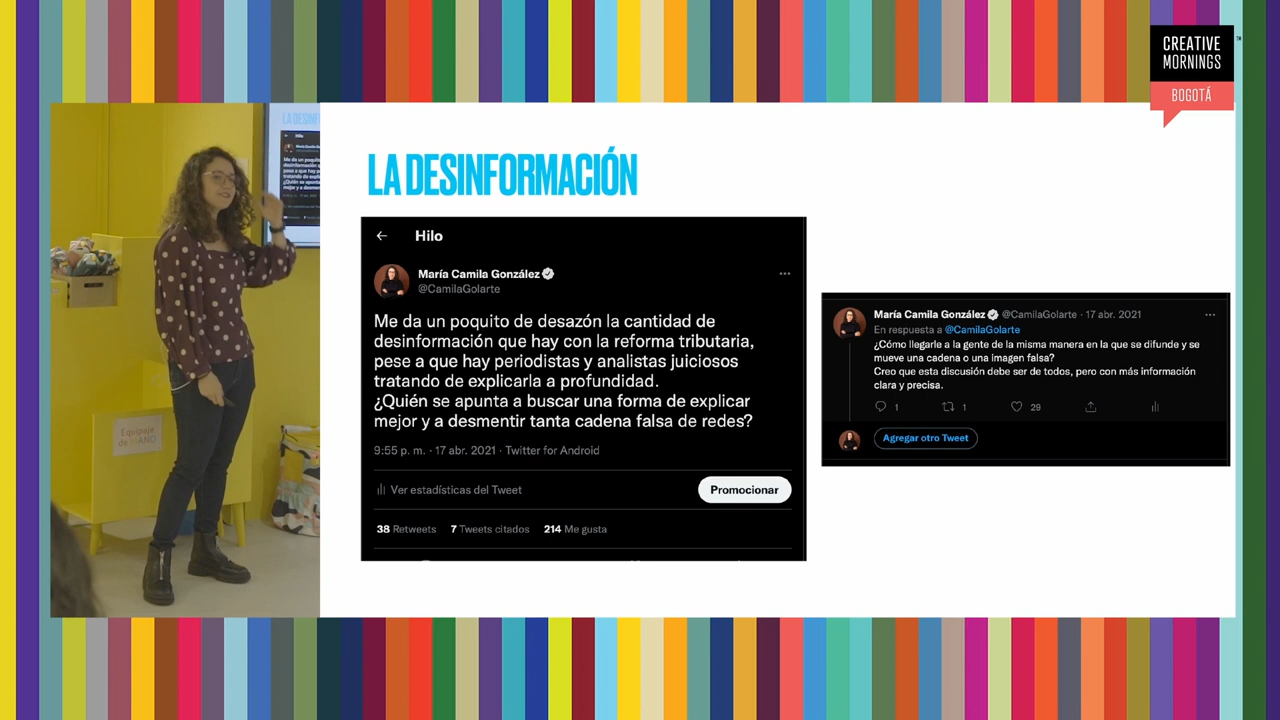 CREATIVE
MORNINGS
™
BOGOTÁ
LA DESINFORMACIÓN
Hilo
María Camila González
@CamilaGolarte
Me da un poquito de desazón la cantidad de
desinformación que hay con la reforma tributaria,
pese a que hay periodistas y analistas juiciosos
tratando de explicarla a profundidad.
¿Quién se apunta a buscar una forma de explicar
mejor y a desmentir tanta cadena falsa de redes?
9:55 p. m. · 17 abr. 2021 · Twitter for Android
Ver estadísticas del Tweet
Promocionar
38 Retweets 7 Tweets citados 214 Me gusta
María Camila González @CamilaGolarte · 17 abr. 2021
En respuesta a @CamilaGolarte
¿Cómo llegarle a la gente de la misma manera en la que se difunde y se
mueve una cadena o una imagen falsa?
Creo que esta discusión debe ser de todos, pero con más información
clara y precisa.
1 1 29
Agregar otro Tweet
Equipaje
de MANO